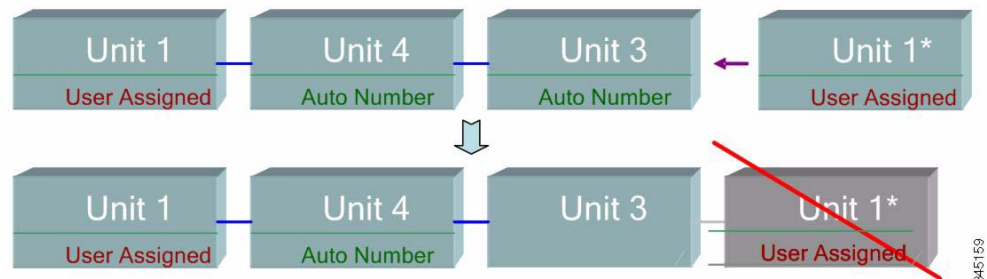 Unit 1
User Assigned
Unit 4
Auto Number
Unit 3
Auto Number
Unit 1*
User Assigned
Unit 1
User Assigned
Unit 4
Auto Number
Unit 3
Unit 1*
User Assigned
345159